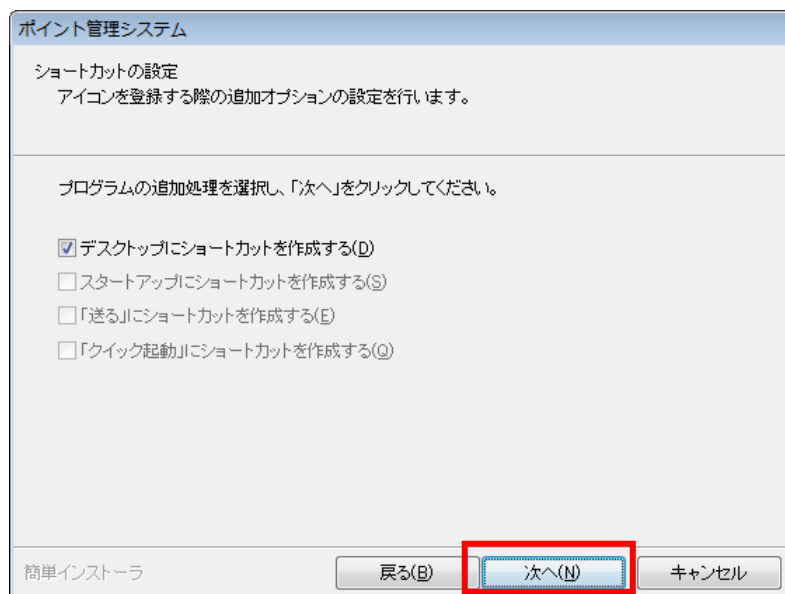 ポイント管理システム
ショートカットの設定
アイコンを登録する際の追加オプションの設定を行います。
プログラムの追加処理を選択し、「次へ」をクリックしてください。
デスクトップにショートカットを作成する(D)
スタートアップにショートカットを作成する(S)
「送る」にショートカットを作成する(E)
「クイック起動」にショートカットを作成する(Q)
簡単インストーラ 戻る(B) 次へ(N) キャンセル